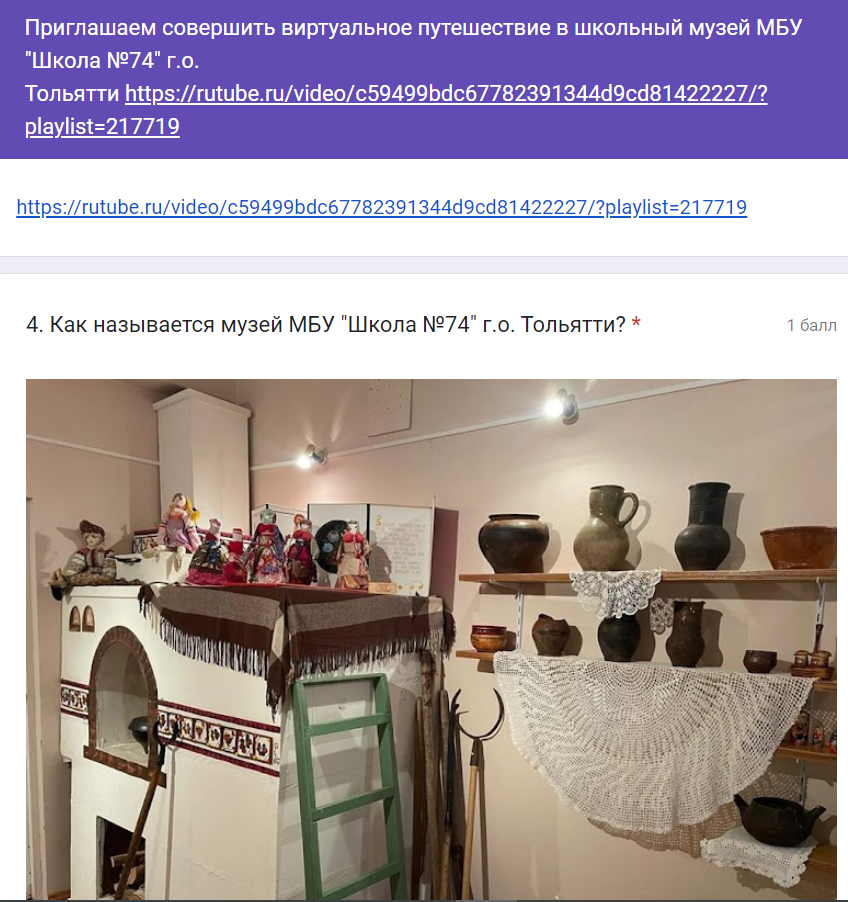 Приглашаем совершить виртуальное путешествие в школьный музей МБУ
"Школа №74" г.о.
Тольятти https://rutube.ru/video/c59499bdc67782391344d9cd81422227/?
playlist=217719
https://rutube.ru/video/c59499bdc67782391344d9cd81422227/?playlist=217719
4. Как называется музей МБУ "Школа №74" г.о. Тольятти? *
1 балл